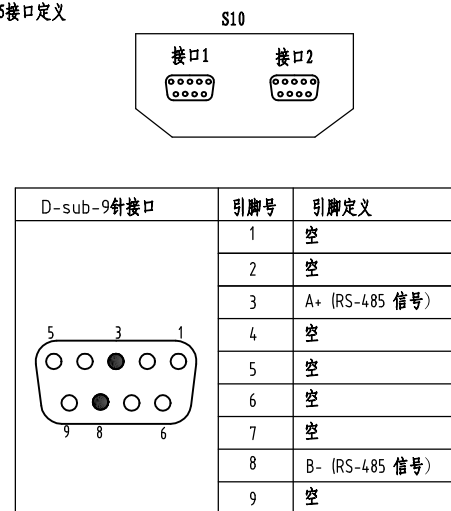 5接口定义
S10
接口1 接口2
D-sub-9针接口 引脚号 引脚定义
1 空
2 空
3 A+ (RS-485 信号)
4 空
5 空
6 空
7 空
8 B- (RS-485 信号)
9 空
5 3 1
9 8 6